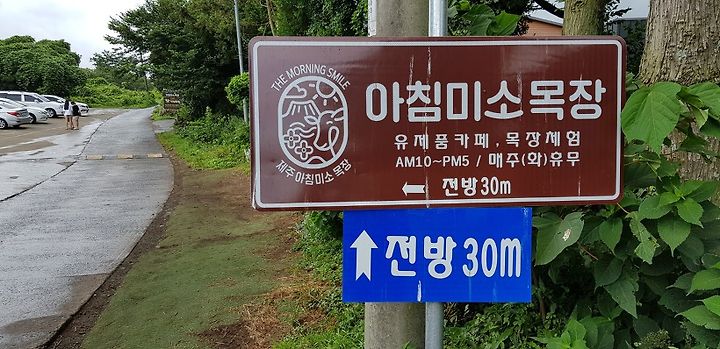 THE MORNING SMILE
제주아침미소목장
아침미소목장
유제품카페, 목장체험
AM10~PM5 / 매주(화)휴무
← 전방30m
↑ 전방 30m